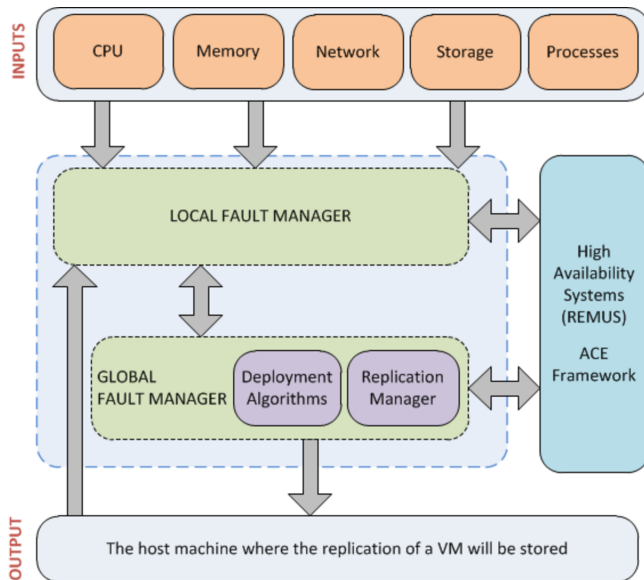 INPUTS
CPU
Memory
Network
Storage
Processes
LOCAL FAULT MANAGER
High
Availability
Systems
(REMUS)
ACE
Framework
GLOBAL
FAULT MANAGER
Deployment
Algorithms
Replication
Manager
OUTPUT
The host machine where the replication of a VM will be stored